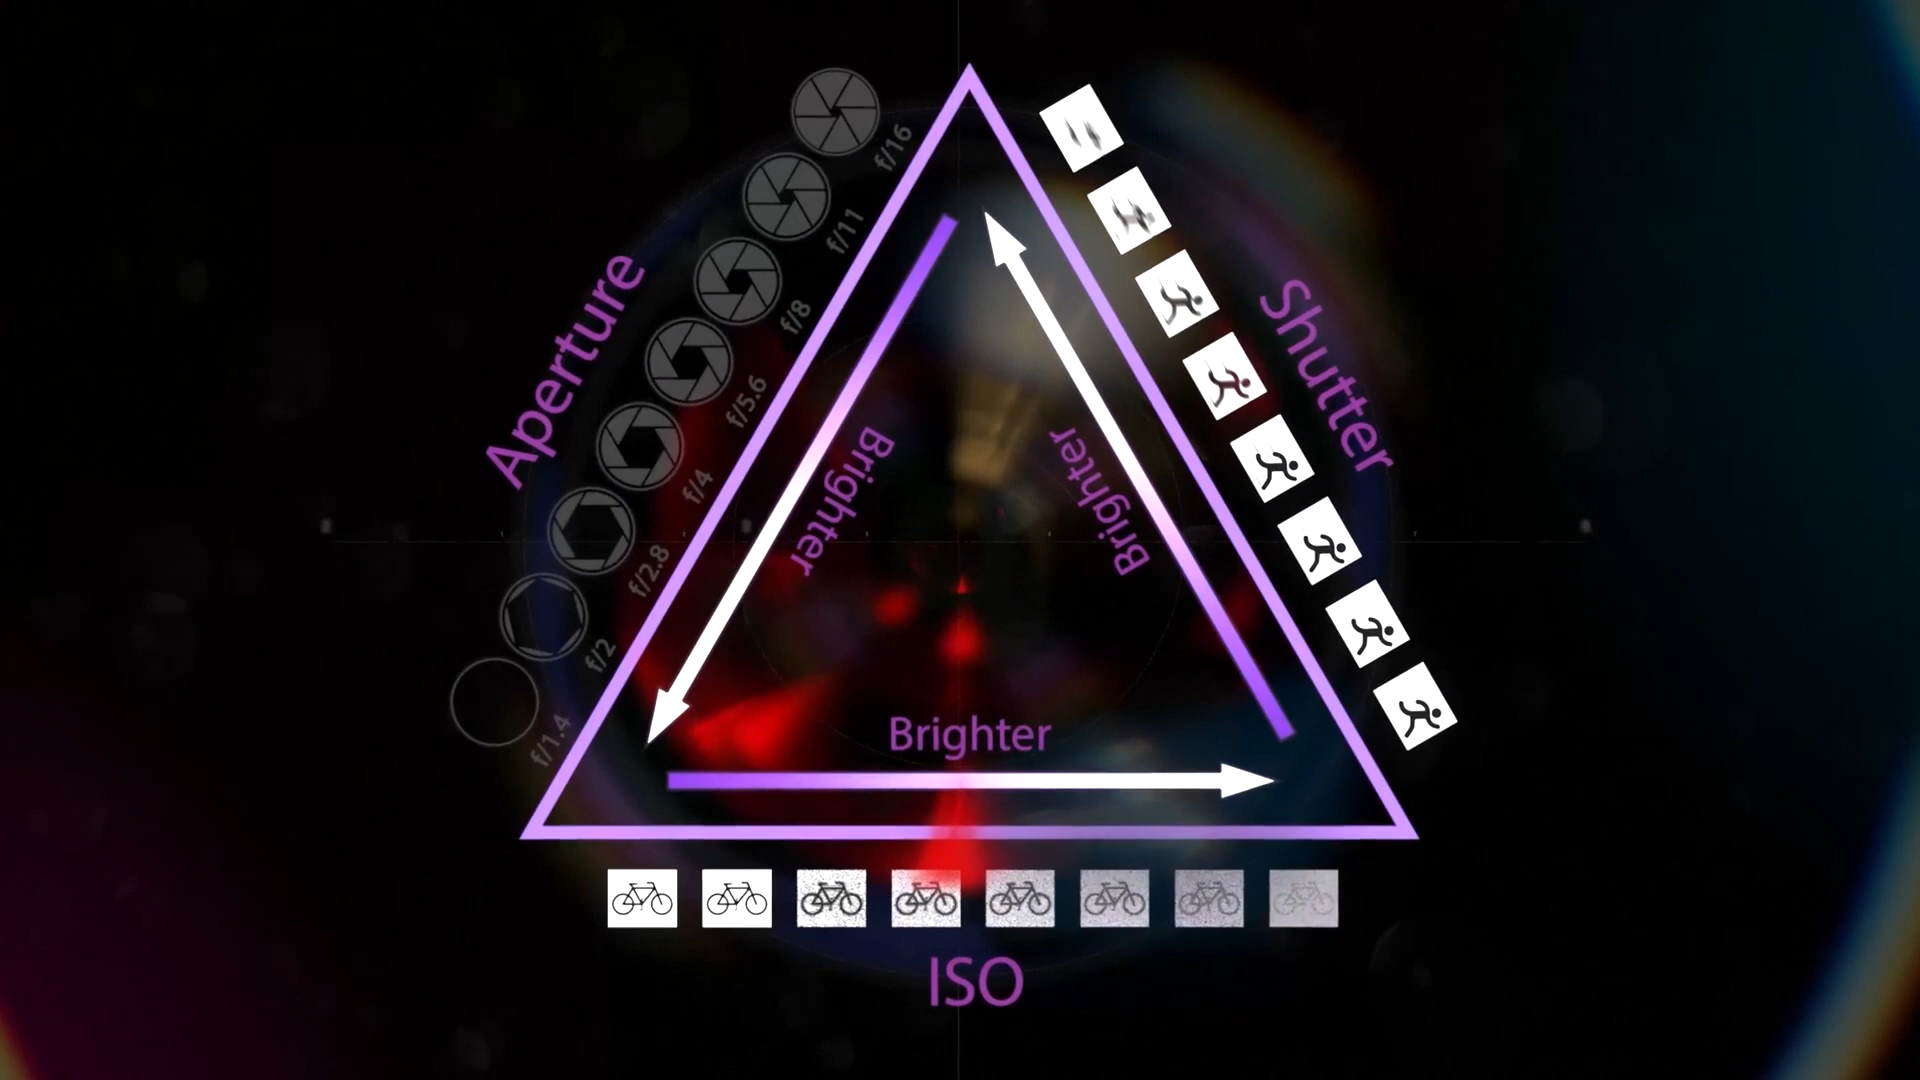 Aperture
f/16
f/11
f/8
f/5.6
f/4
f/2.8
f/2
f/1.4
Shutter
Brighter
Brighter
Brighter
ISO